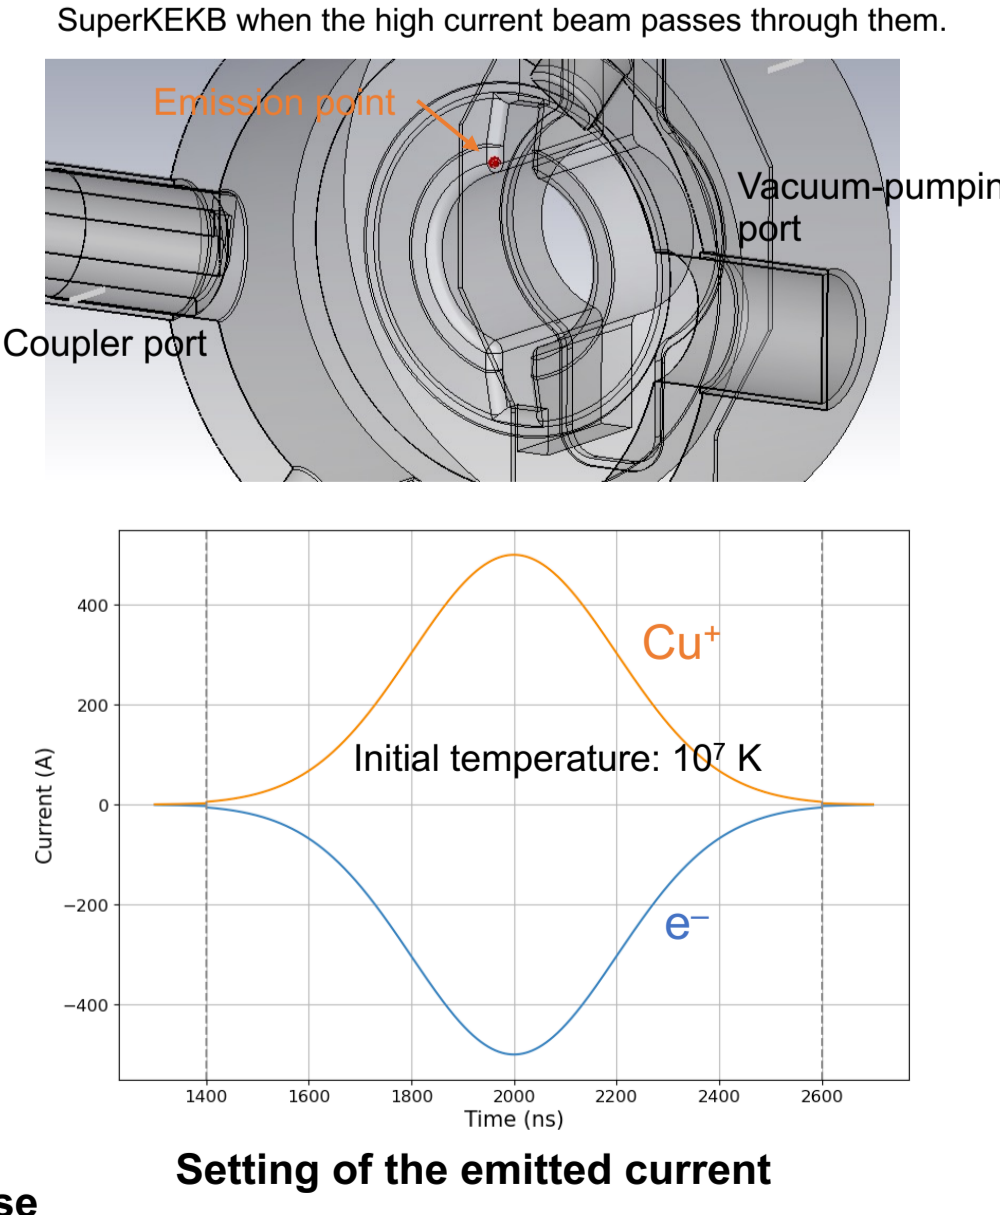 SuperKEKB when the high current beam passes through them.
Emission point
Vacuum-pumpin
port
Coupler port
400
200
0
−200
−400
Current (A)
Cu⁺
Initial temperature: 10⁷ K
e⁻
1400 1600 1800 2000 2200 2400 2600
Time (ns)
Setting of the emitted current
se